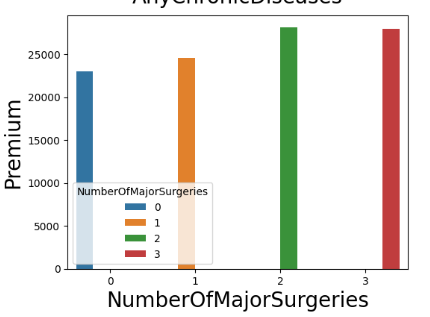 AnyChronicDiseases
Premium
25000
20000
15000
10000
5000
0
NumberOfMajorSurgeries
0
1
2
3
0 1 2 3
NumberOfMajorSurgeries